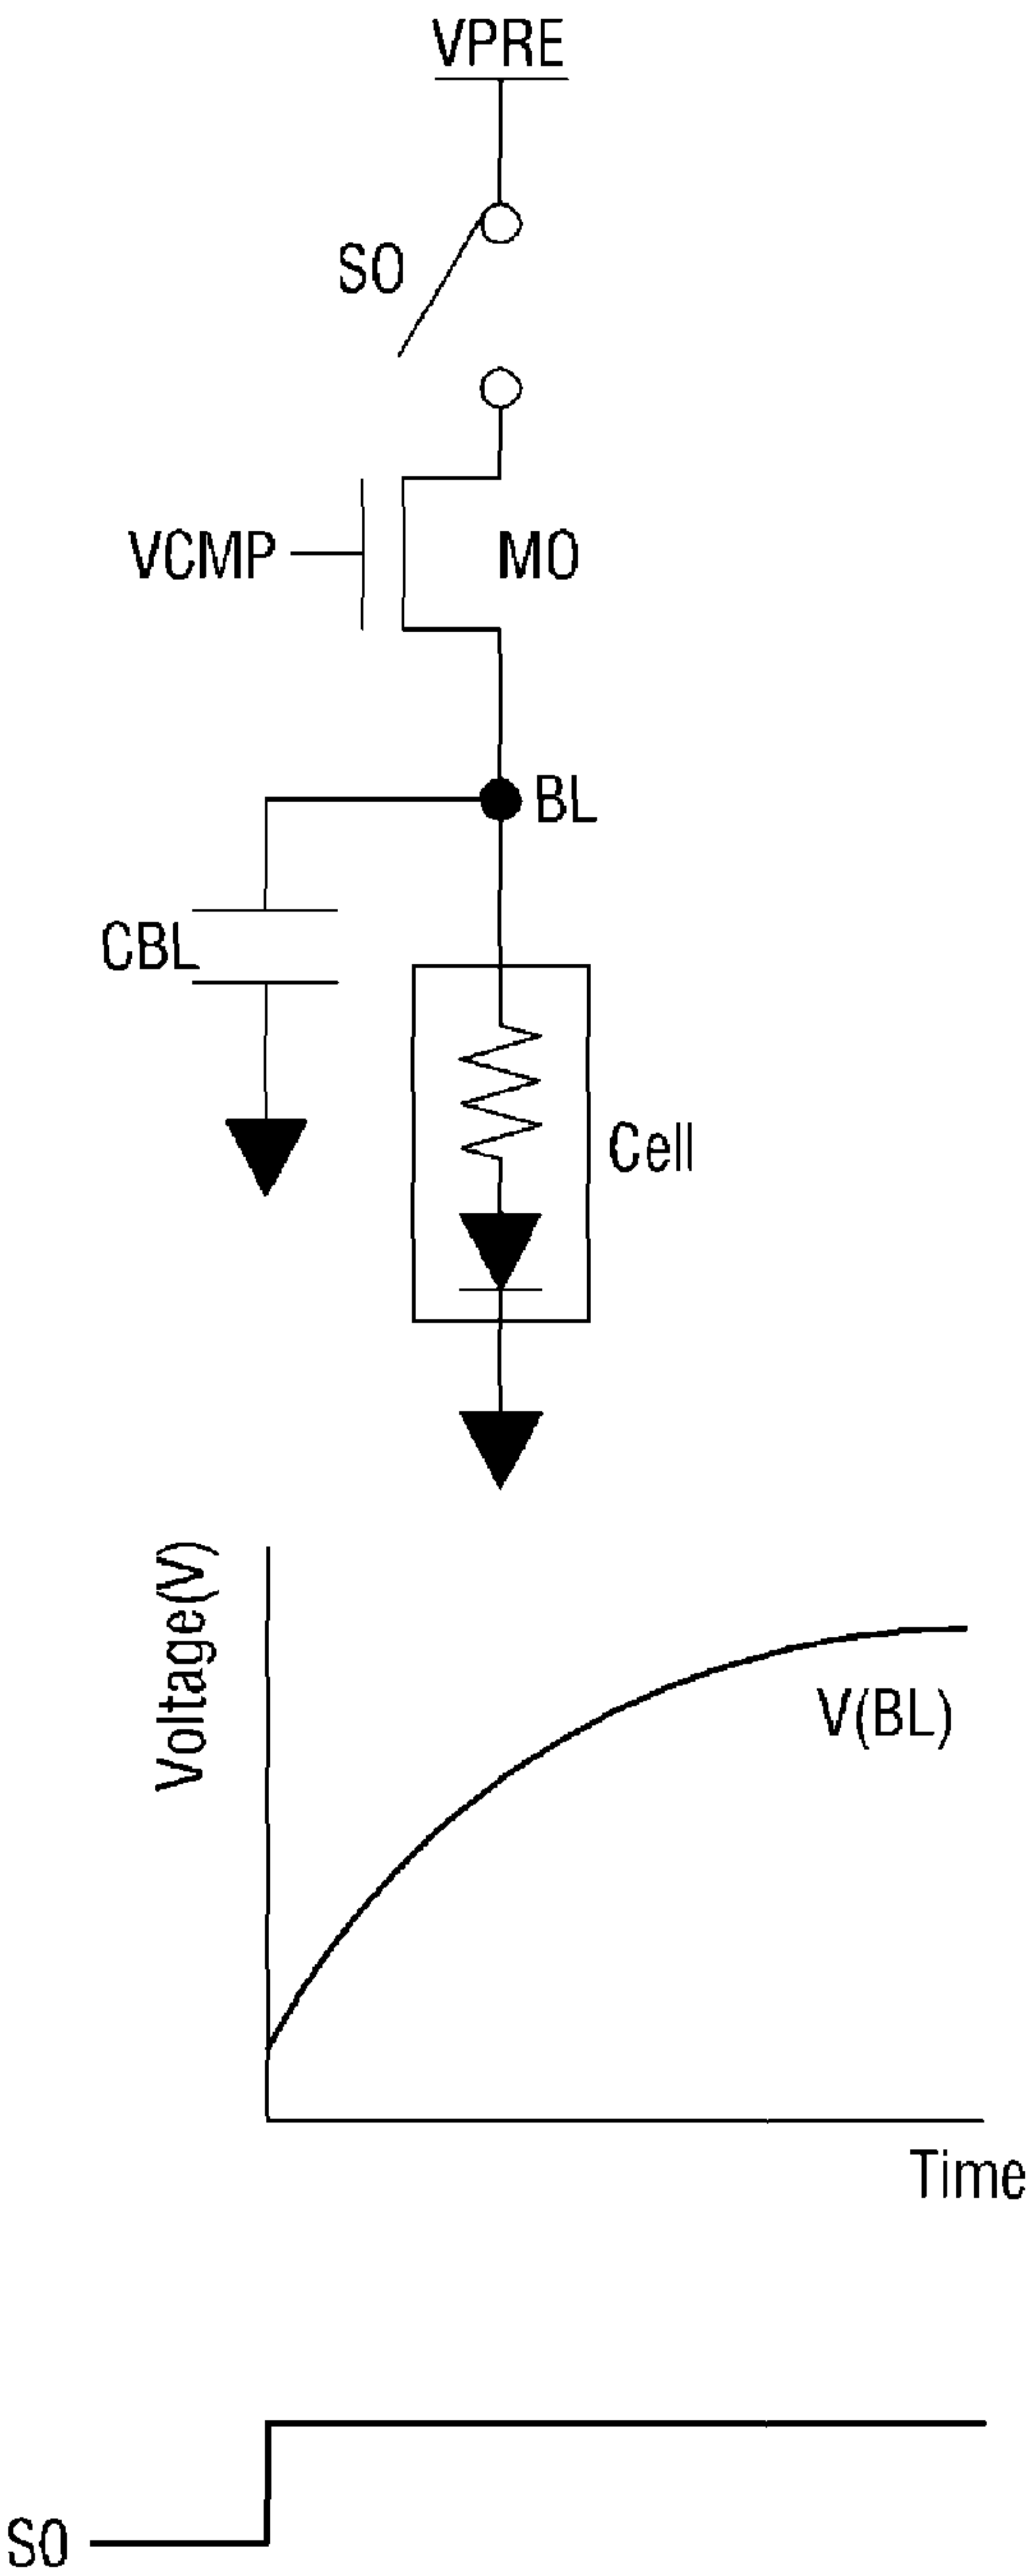 VPRE
S0
VCMP
M0
BL
CBL
Cell
Voltage(V)
V(BL)
Time
S0